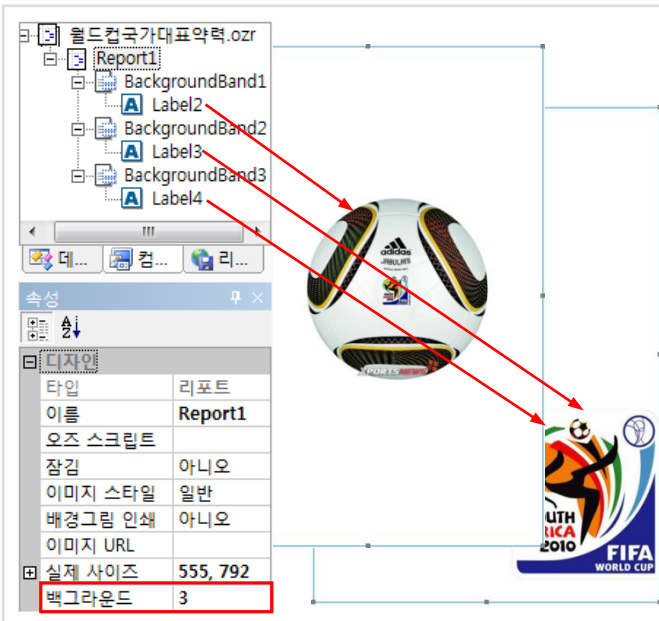 월드컵국가대표약력.ozr
Report1
BackgroundBand1
Label2
BackgroundBand2
Label3
BackgroundBand3
Label4
데...
컴...
리...
속성
디자인
타입 리포트
이름 Report1
오즈 스크립트
잠김 아니오
이미지 스타일 일반
배경그림 인쇄 아니오
이미지 URL
실제 사이즈 555, 792
백그라운드 3
adidas
JABULANI
XPORTSNEWS
UTH
RICA
2010
FIFA
WORLD CUP